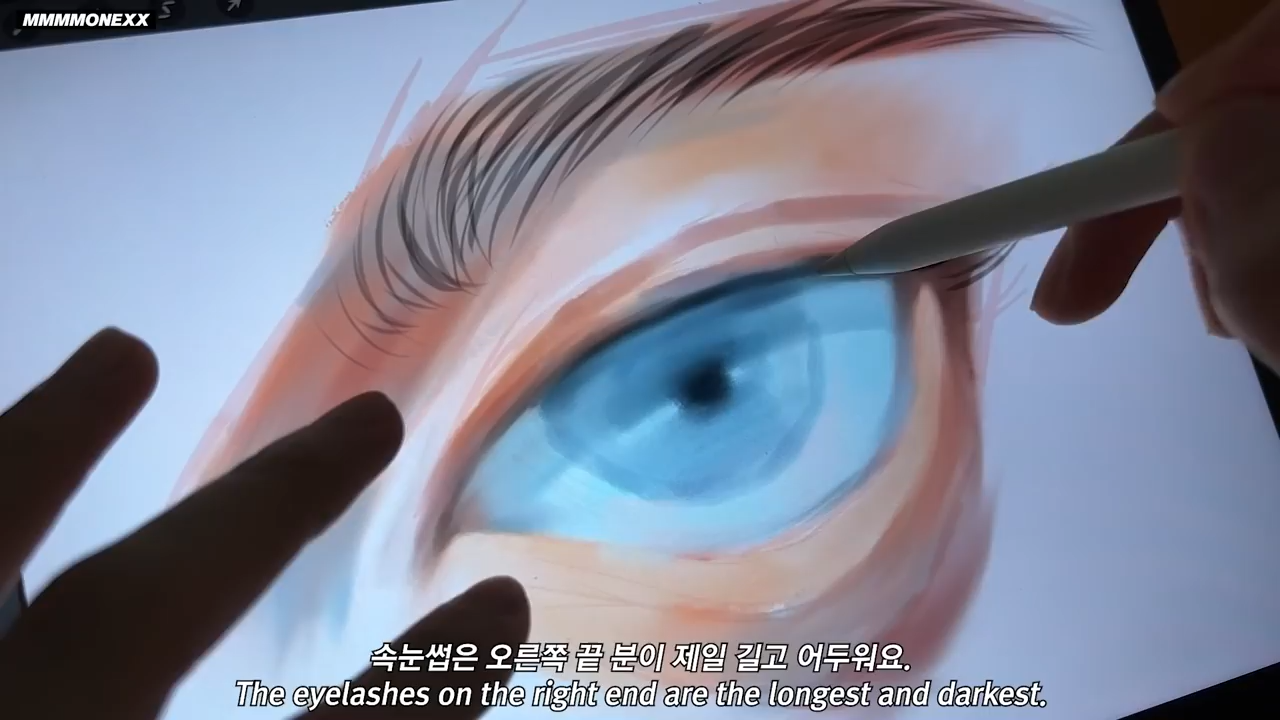 MMMMONEXX
속눈썹은 오른쪽 끝 분이 제일 길고 어두워요.
The eyelashes on the right end are the longest and darkest.